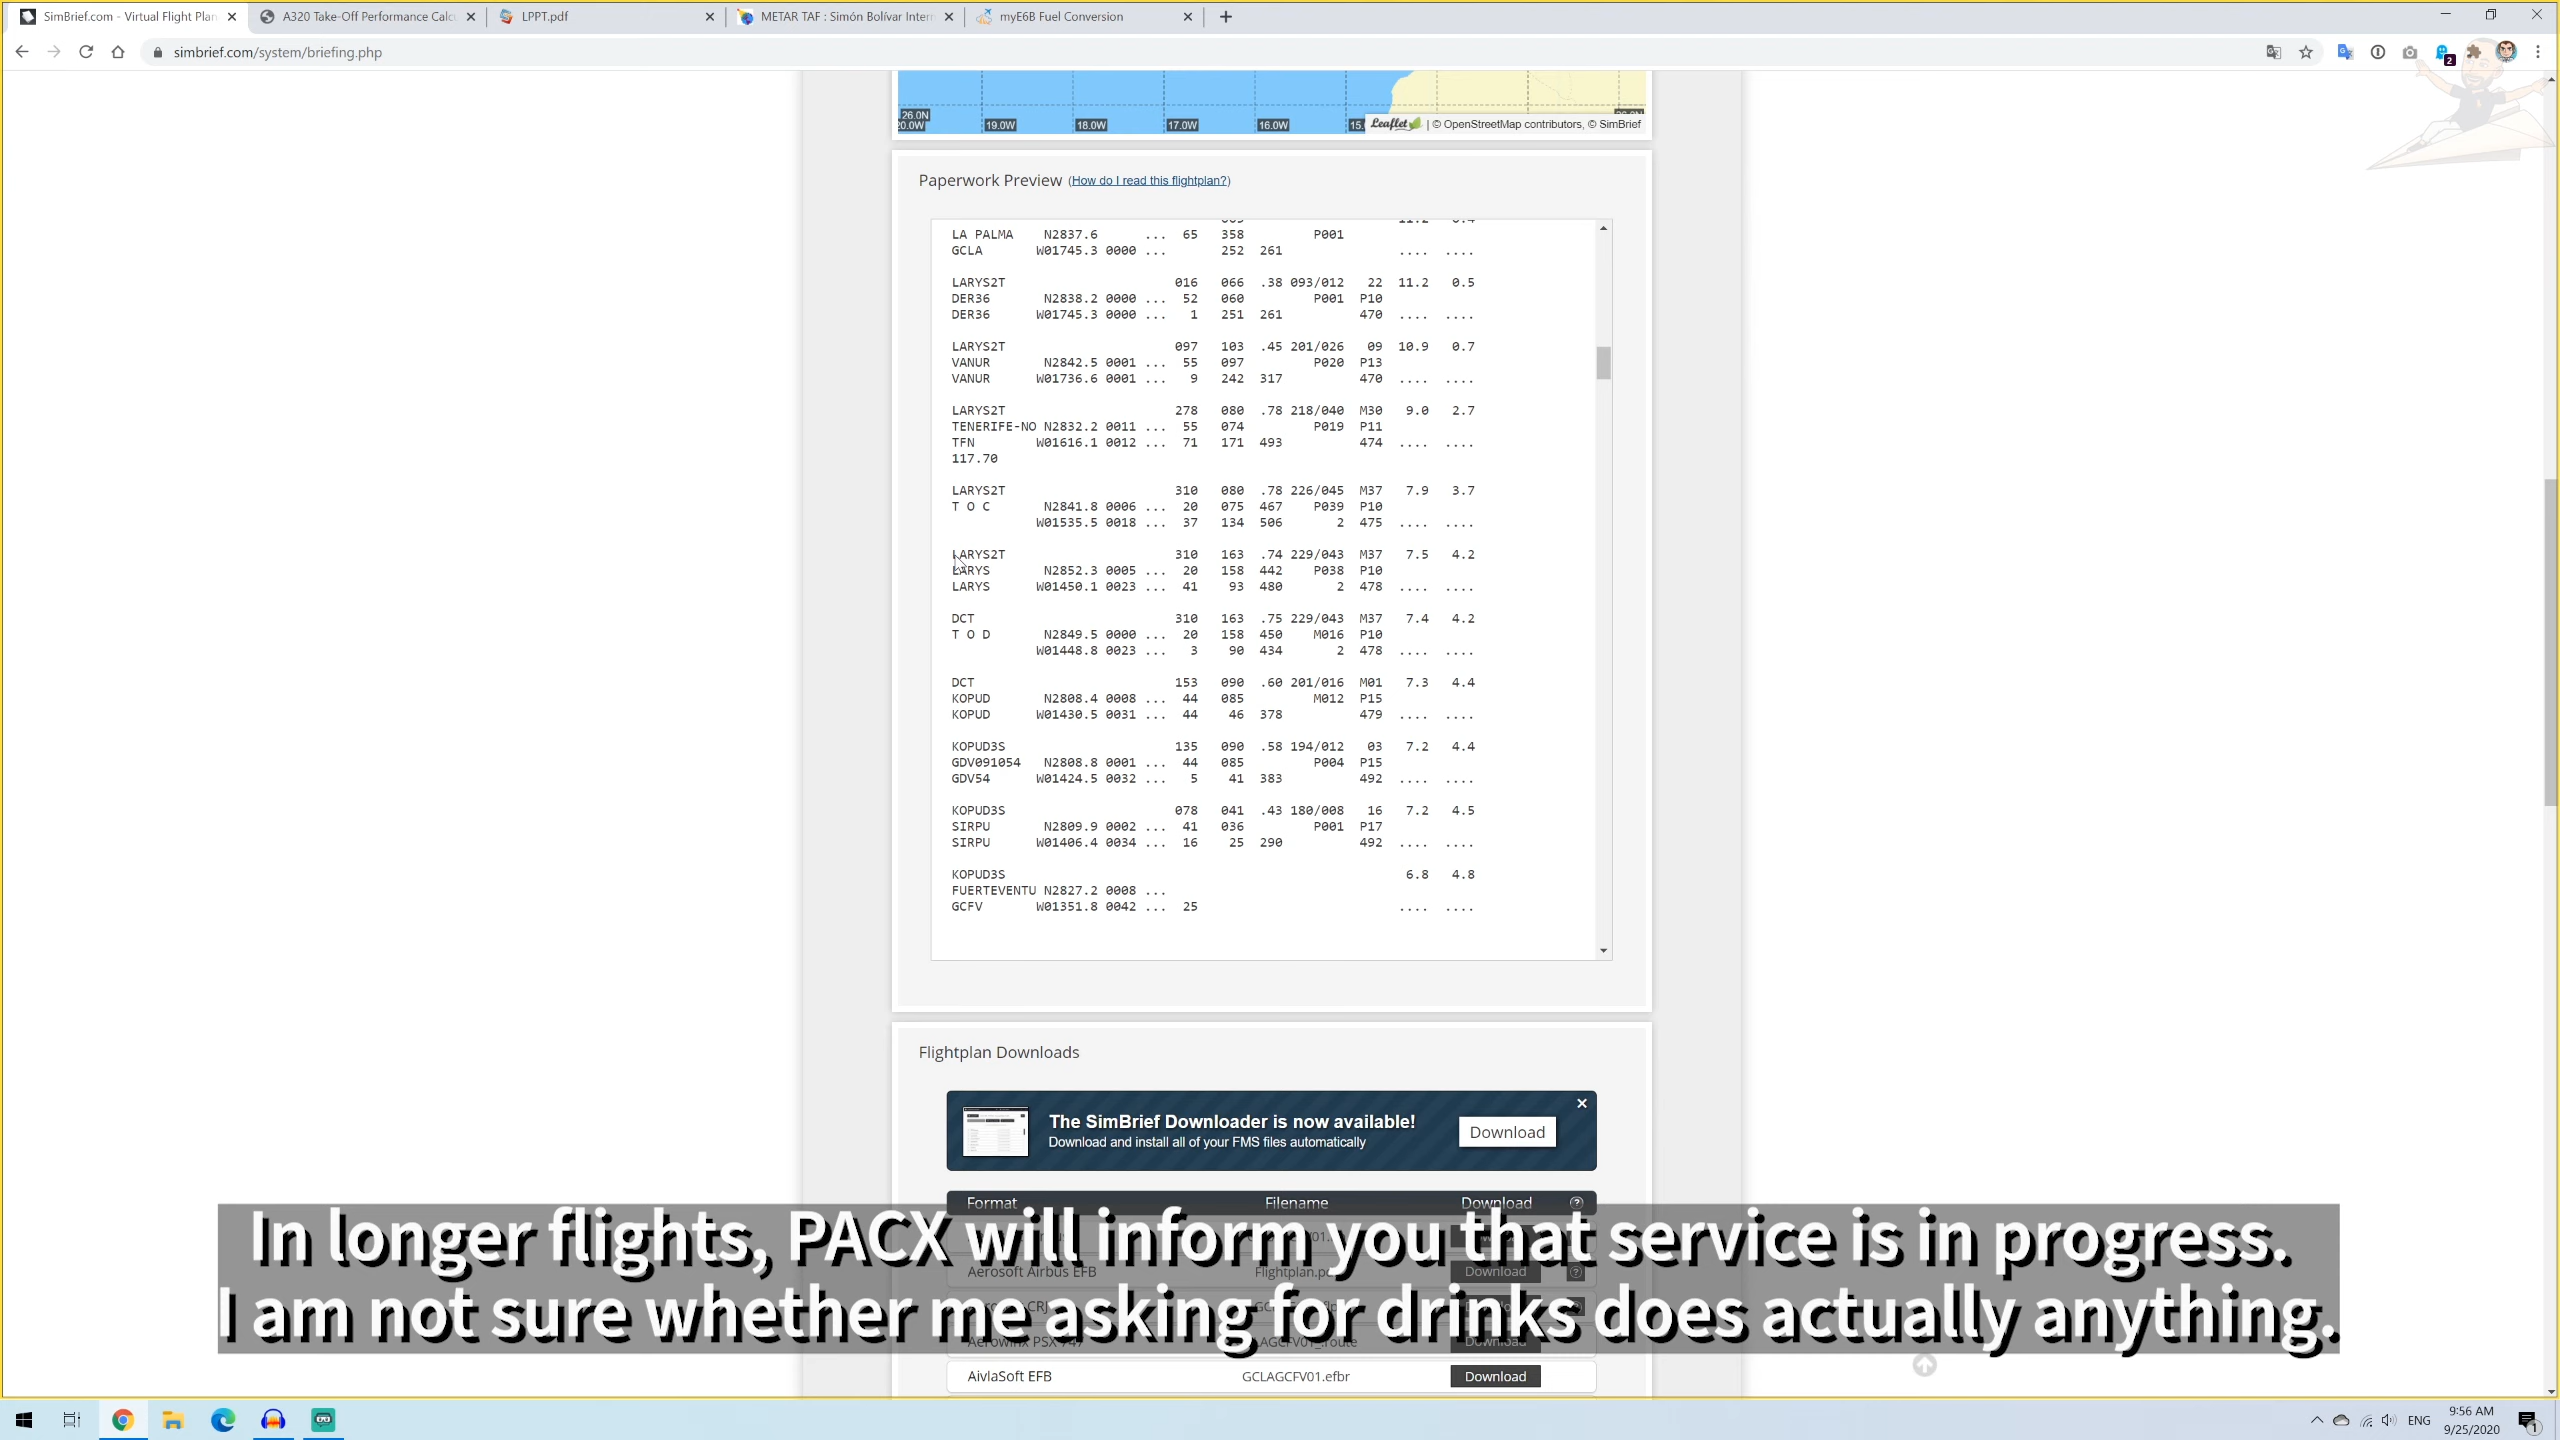 SimBrief.com - Virtual Flight Plan
A320 Take-Off Performance Calc
LPPT.pdf
METAR TAF : Simón Bolívar Intern
myE6B Fuel Conversion
simbrief.com/system/briefing.php
2
26.0N
20.0W 19.0W 18.0W 17.0W 16.0W 15.
Leaflet | © OpenStreetMap contributors, © SimBrief
Paperwork Preview (How do I read this flightplan?)
LA PALMA N2837.6 ... 65 358 P001
GCLA W01745.3 0000 ... 252 261 .... ....
LARYS2T 016 066 .38 093/012 22 11.2 0.5
DER36 N2838.2 0000 ... 52 060 P001 P10
DER36 W01745.3 0000 ... 1 251 261 470 .... ....
LARYS2T 097 103 .45 201/026 09 10.9 0.7
VANUR N2842.5 0001 ... 55 097 P020 P13
VANUR W01736.6 0001 ... 9 242 317 470 .... ....
LARYS2T 278 080 .78 218/040 M30 9.0 2.7
TENERIFE-NO N2832.2 0011 ... 55 074 P019 P11
TFN W01616.1 0012 ... 71 171 493 474 .... ....
117.70
LARYS2T 310 080 .78 226/045 M37 7.9 3.7
T O C N2841.8 0006 ... 20 075 467 P039 P10
W01535.5 0018 ... 37 134 506 2 475 .... ....
LARYS2T 310 163 .74 229/043 M37 7.5 4.2
LARYS N2852.3 0005 ... 20 158 442 P038 P10
LARYS W01450.1 0023 ... 41 93 480 2 478 .... ....
DCT 310 163 .75 229/043 M37 7.4 4.2
T O D N2849.5 0000 ... 20 158 450 M016 P10
W01448.8 0023 ... 3 90 434 2 478 .... ....
DCT 153 090 .60 201/016 M01 7.3 4.4
KOPUD N2808.4 0008 ... 44 085 M012 P15
KOPUD W01430.5 0031 ... 44 46 378 479 .... ....
KOPUD3S 135 090 .58 194/012 03 7.2 4.4
GDV091054 N2808.8 0001 ... 44 085 P004 P15
GDV54 W01424.5 0032 ... 5 41 383 492 .... ....
KOPUD3S 078 041 .43 180/008 16 7.2 4.5
SIRPU N2809.9 0002 ... 41 036 P001 P17
SIRPU W01406.4 0034 ... 16 25 290 492 .... ....
KOPUD3S 6.8 4.8
FUERTEVENTU N2827.2 0008 ...
GCFV W01351.8 0042 ... 25 .... ....
Flightplan Downloads
The SimBrief Downloader is now available!
Download and install all of your FMS files automatically
Download
Format Filename Download
In longer flights, PACX will inform you that service is in progress.
Aerosoft Airbus EFB Download
I am not sure whether me asking for drinks does actually anything.
AivlaSoft EFB GCLAGCFV01.efbr Download
ENG
9:56 AM
9/25/2020
1